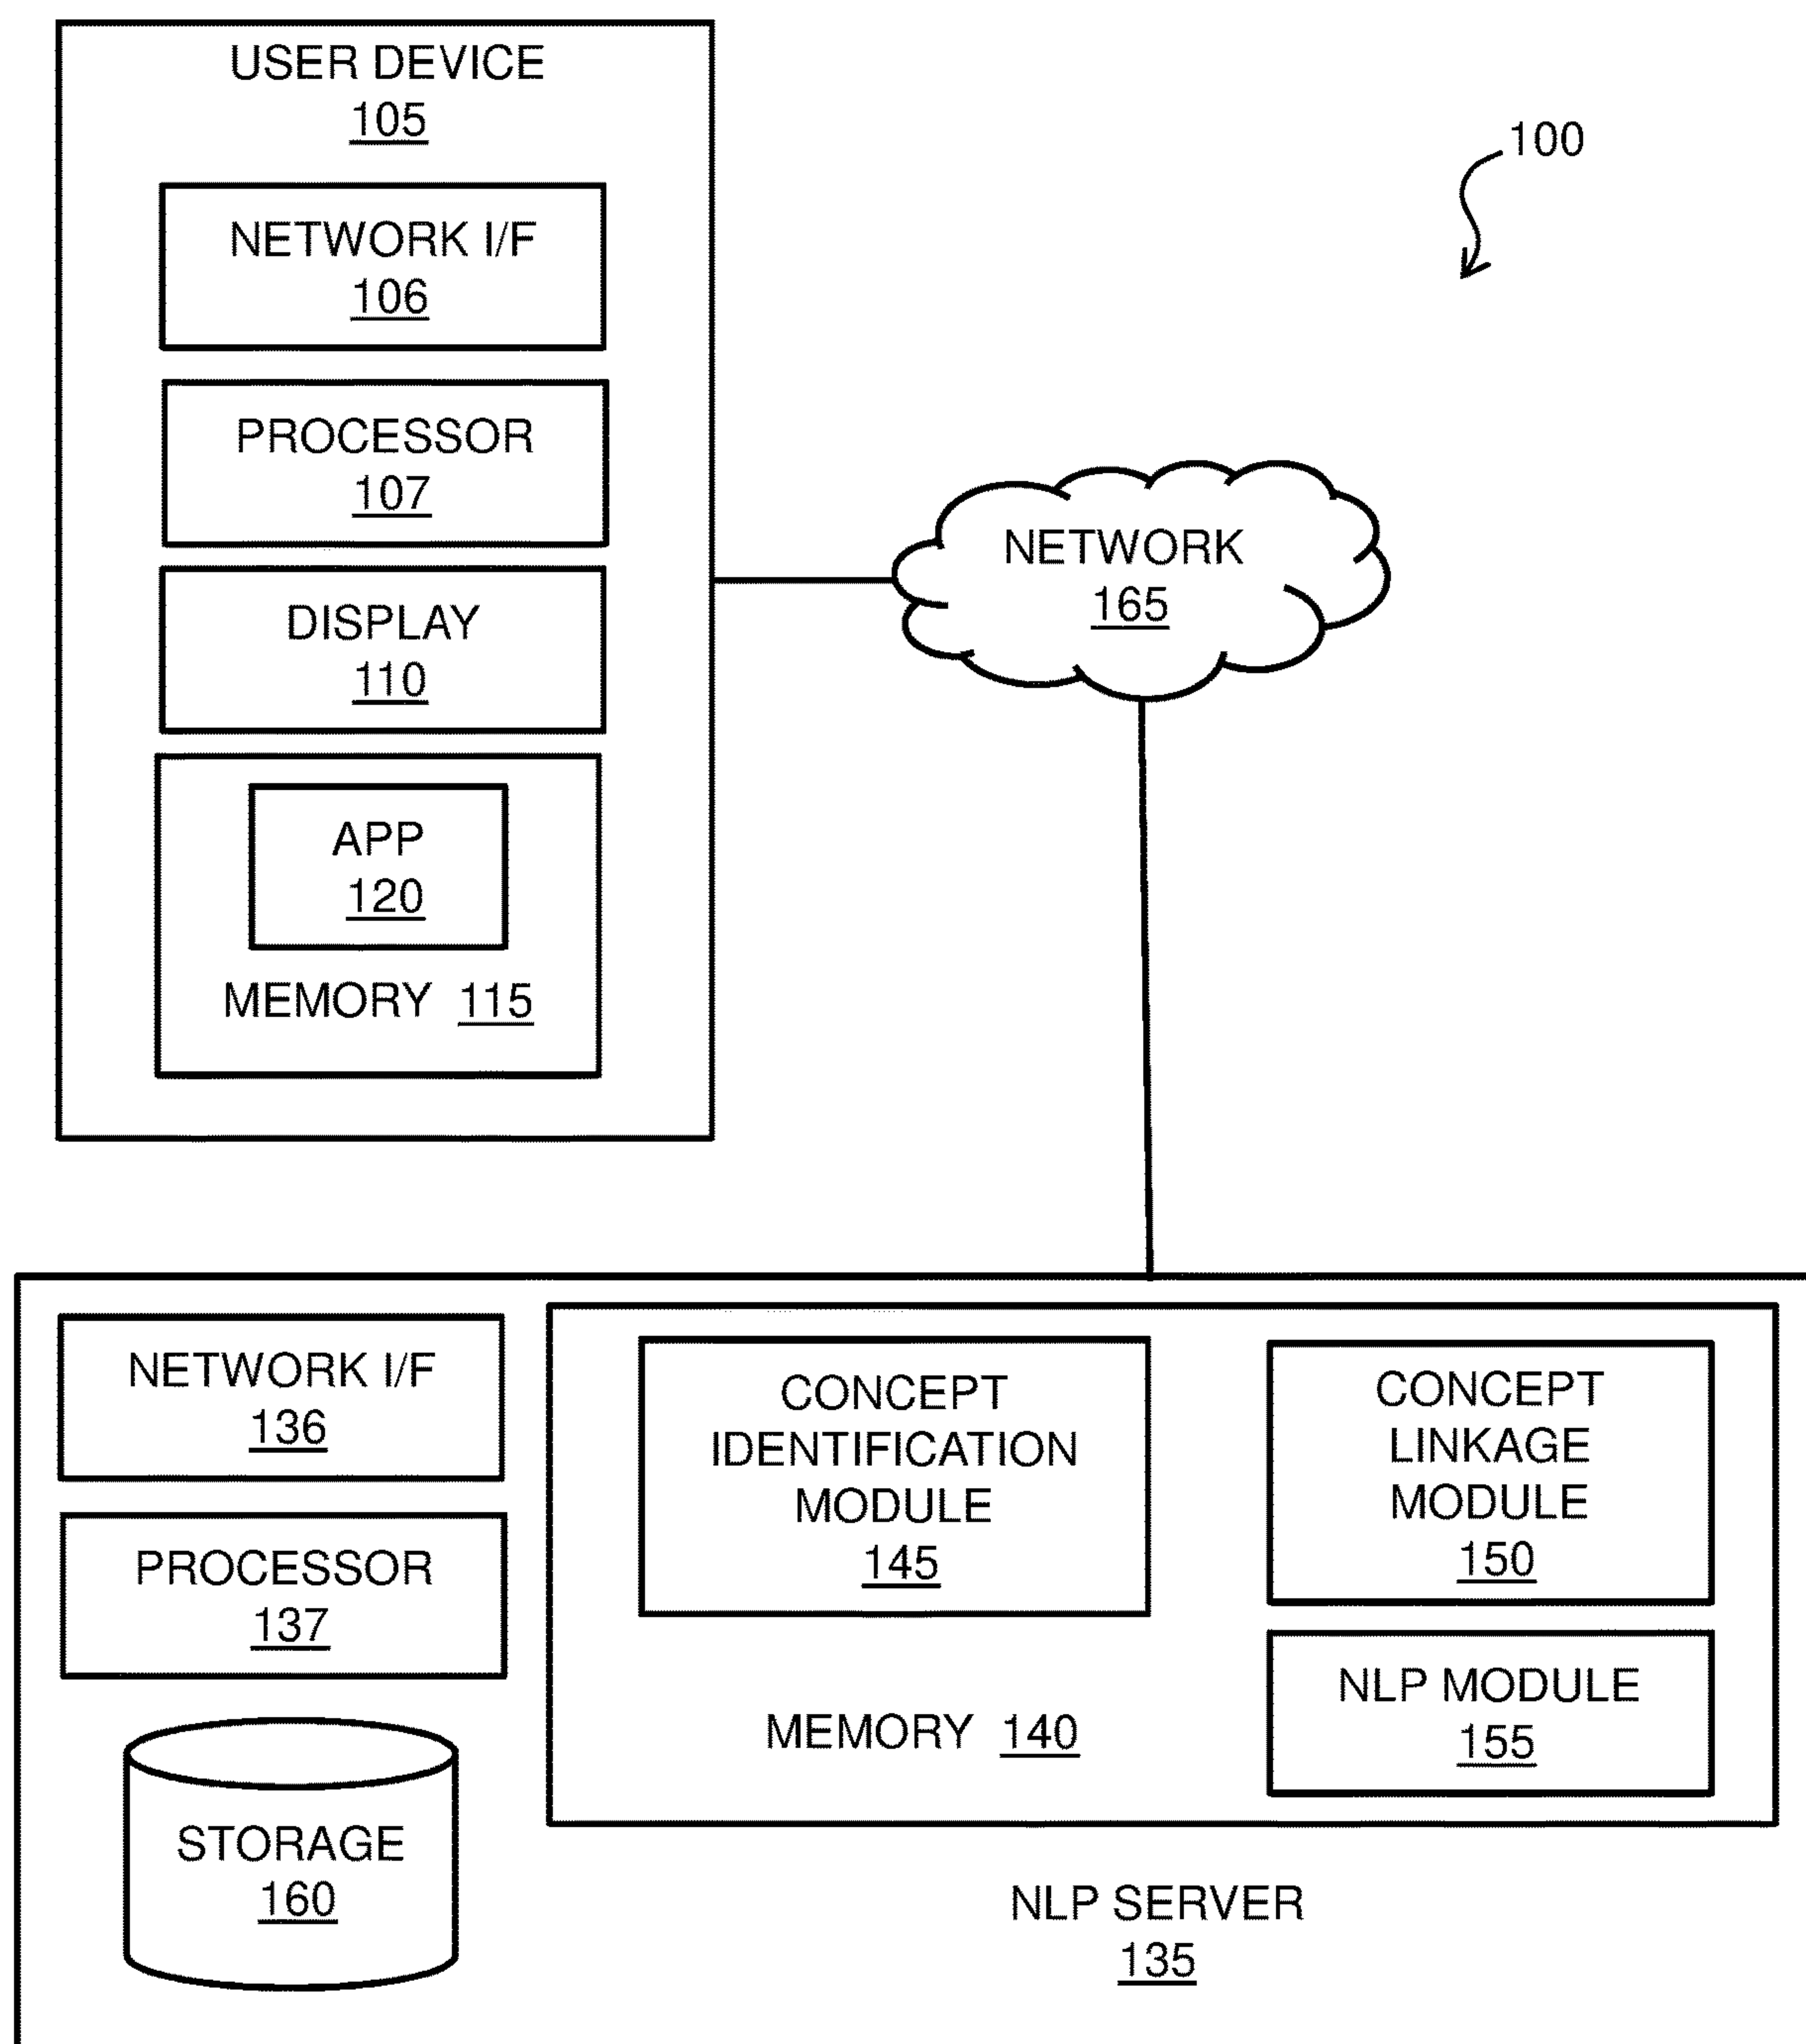 USER DEVICE
105
NETWORK I/F
106
PROCESSOR
107
DISPLAY
110
APP
120
MEMORY 115
100
NETWORK
165
NETWORK I/F
136
PROCESSOR
137
STORAGE
160
CONCEPT
IDENTIFICATION
MODULE
145
CONCEPT
LINKAGE
MODULE
150
NLP MODULE
155
MEMORY 140
NLP SERVER
135